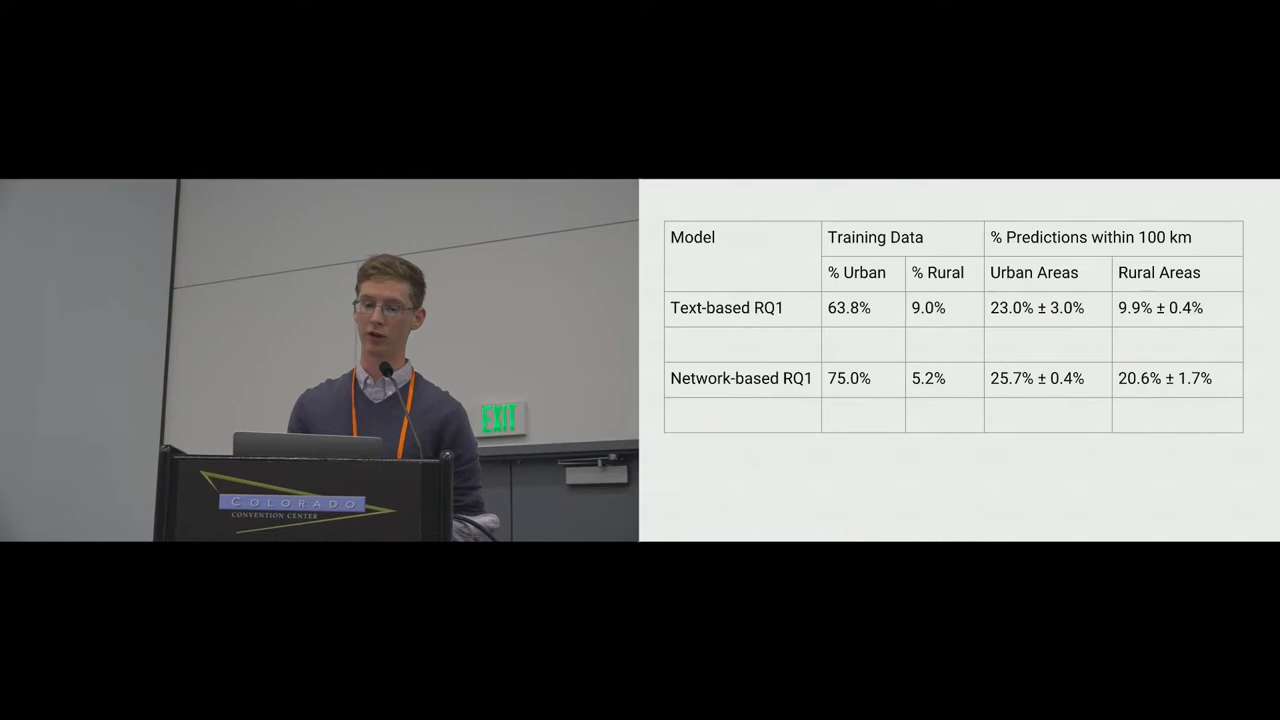 COLORADO
CONVENTION CENTER
EXIT
Model Training Data % Predictions within 100 km
% Urban % Rural Urban Areas Rural Areas
Text-based RQ1 63.8% 9.0% 23.0% ± 3.0% 9.9% ± 0.4%
Network-based RQ1 75.0% 5.2% 25.7% ± 0.4% 20.6% ± 1.7%